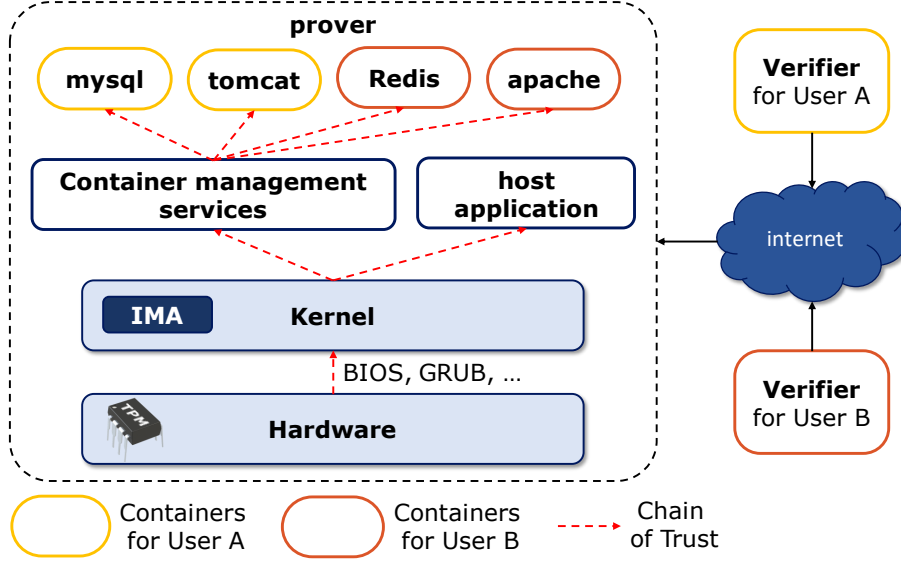 prover
mysql
tomcat
Redis
apache
Verifier
for User A
Container management
services
host
application
internet
IMA
Kernel
BIOS, GRUB, ...
TPM
Hardware
Verifier
for User B
Containers
for User A
Containers
for User B
Chain
of Trust